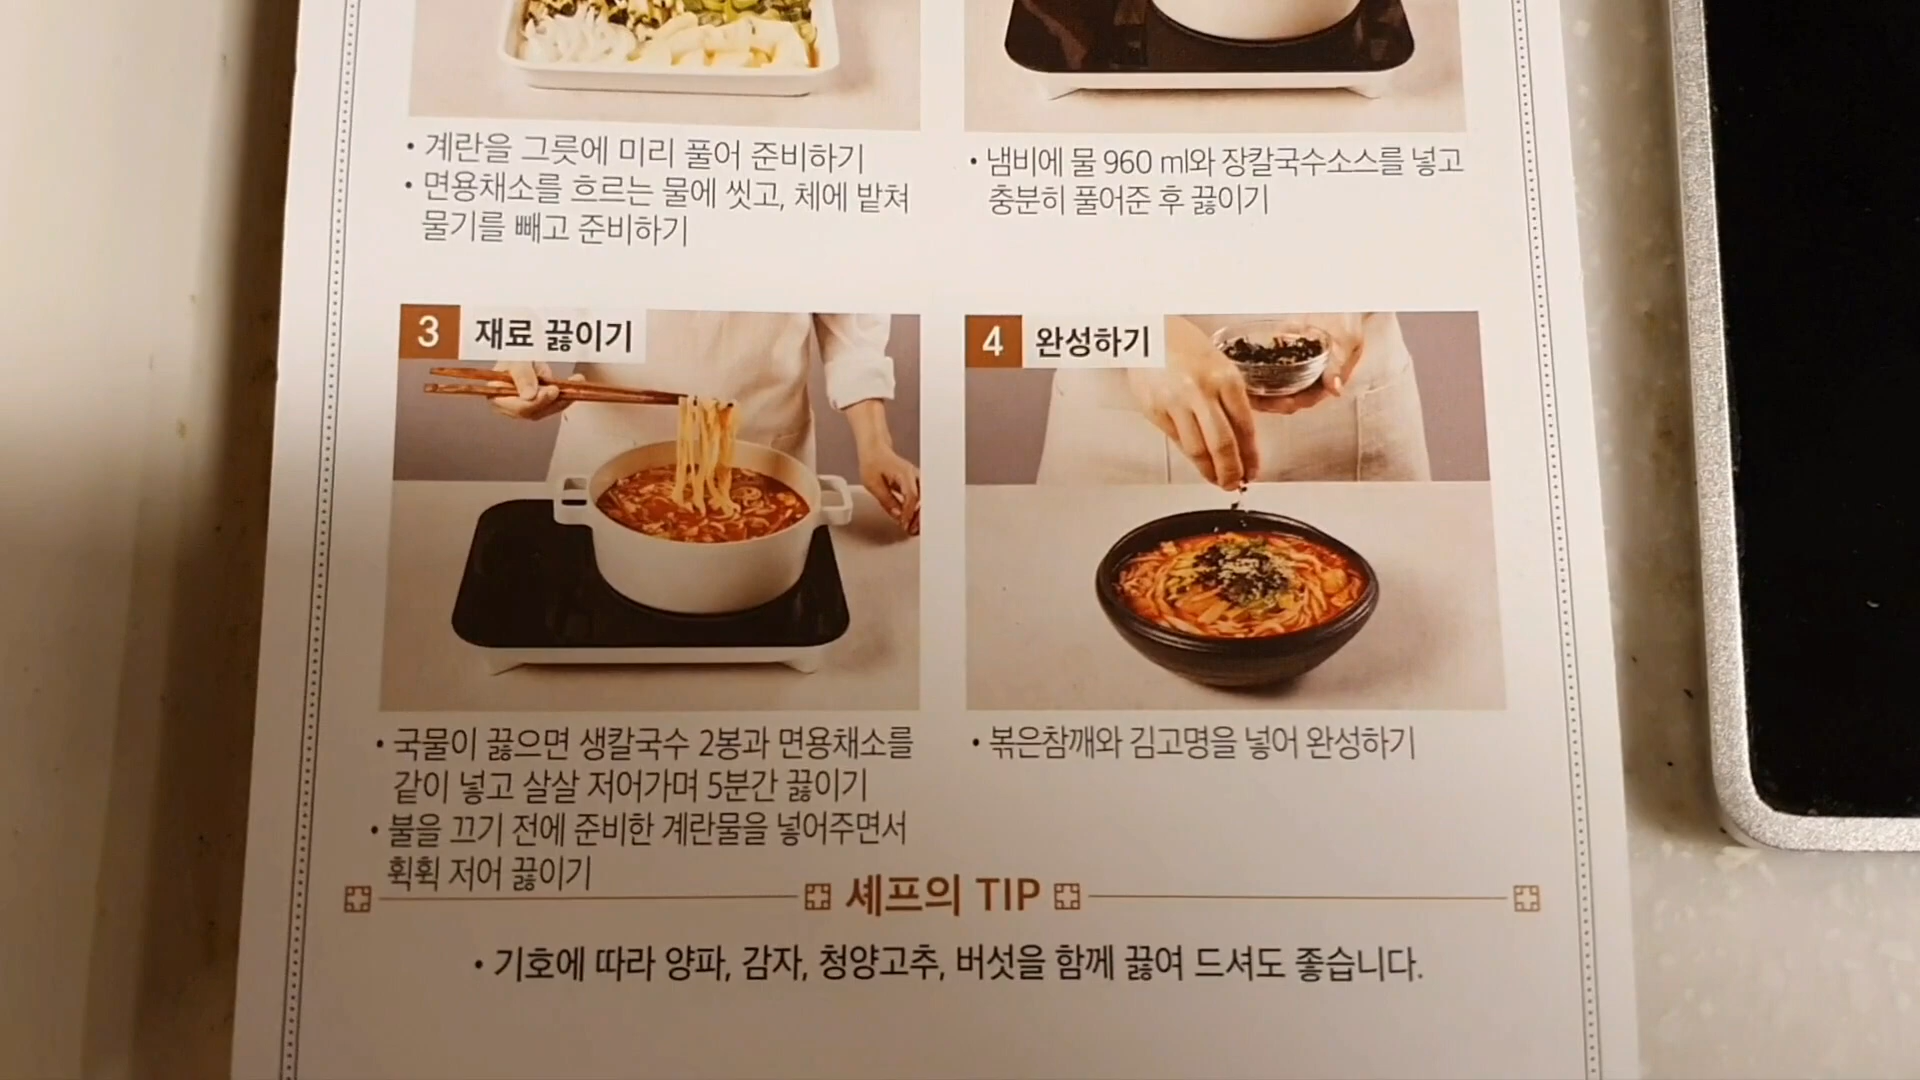 • 계란을 그릇에 미리 풀어 준비하기
• 면용채소를 흐르는 물에 씻고, 체에 밭쳐
물기를 빼고 준비하기
• 냄비에 물 960 ml와 장칼국수소스를 넣고
충분히 풀어준 후 끓이기
3 재료 끓이기
• 국물이 끓으면 생칼국수 2봉과 면용채소를
같이 넣고 살살 저어가며 5분간 끓이기
• 불을 끄기 전에 준비한 계란물을 넣어주면서
휙휙 저어 끓이기
4 완성하기
• 볶은참깨와 김고명을 넣어 완성하기
셰프의 TIP
• 기호에 따라 양파, 감자, 청양고추, 버섯을 함께 끓여 드셔도 좋습니다.